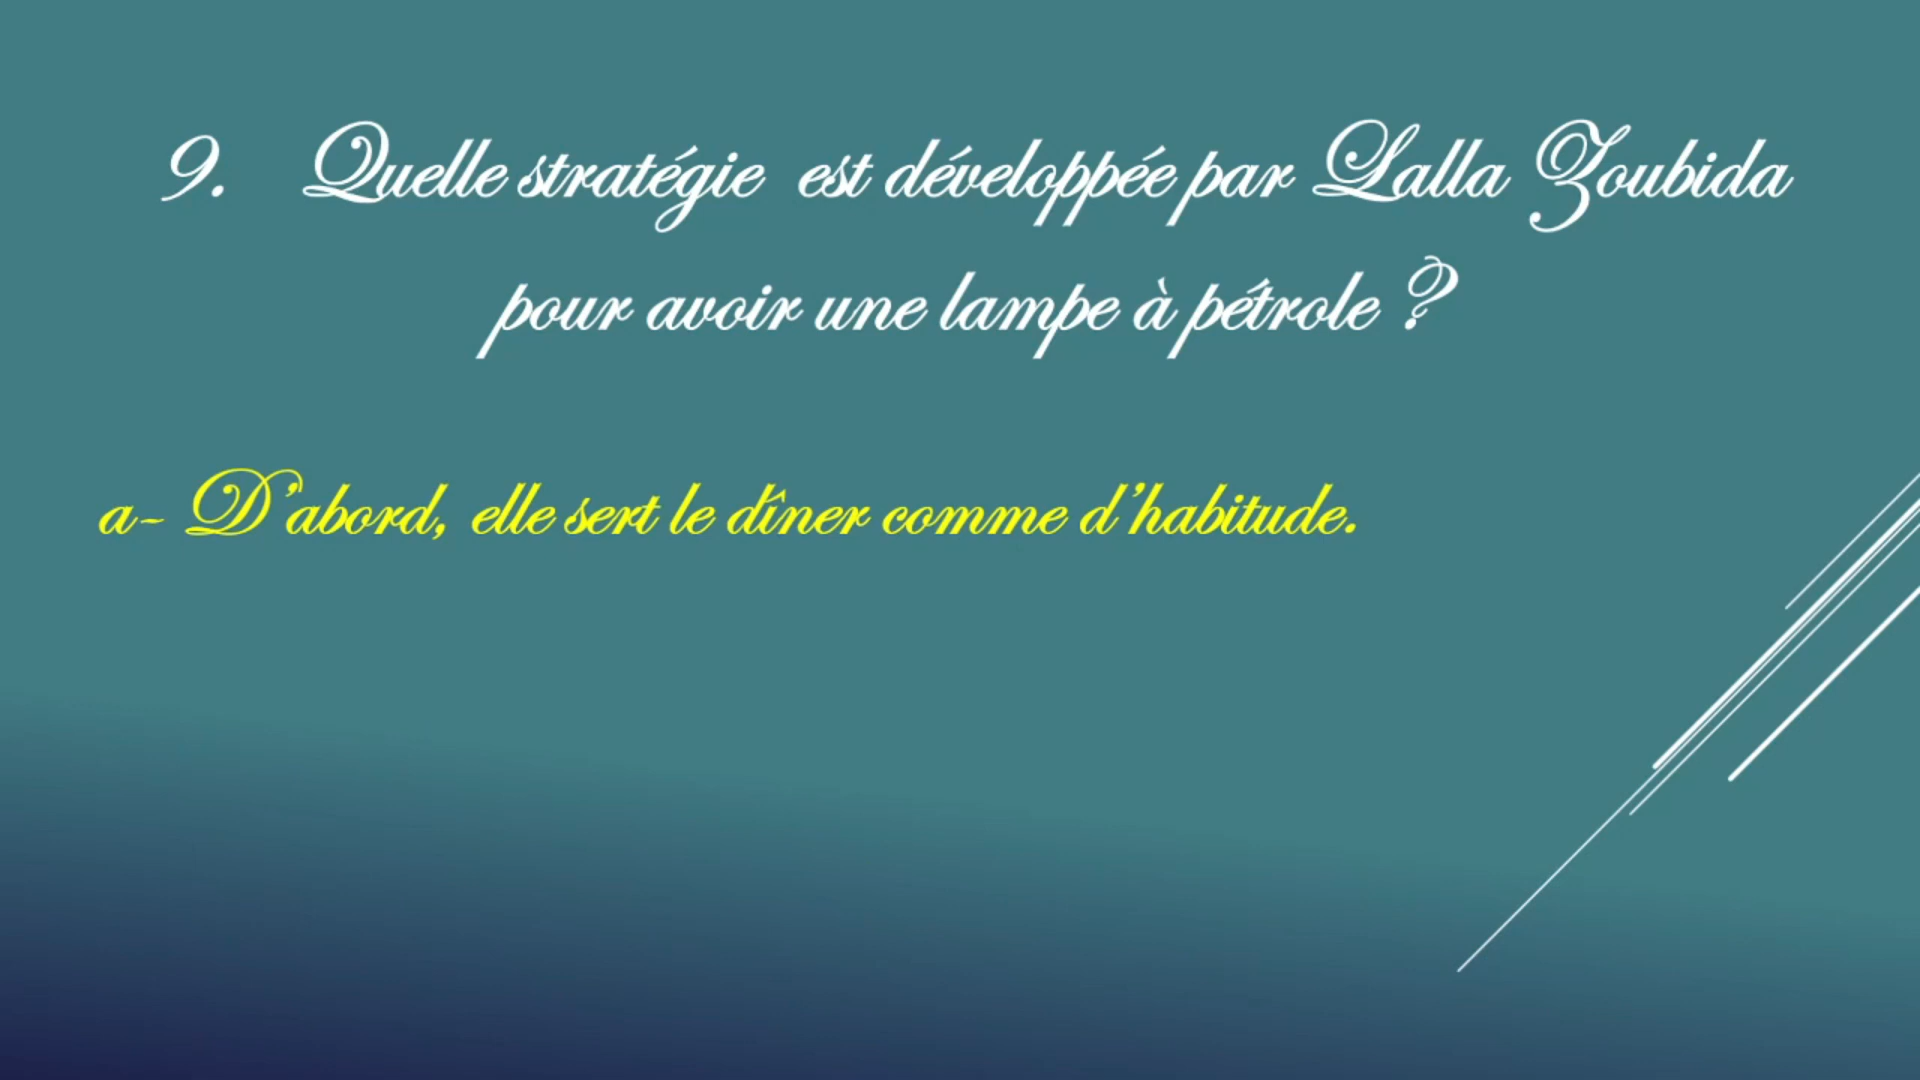 9. Quelle stratégie est développée par Lalla Zoubida
pour avoir une lampe à pétrole ?
a- D'abord, elle sert le dîner comme d'habitude.